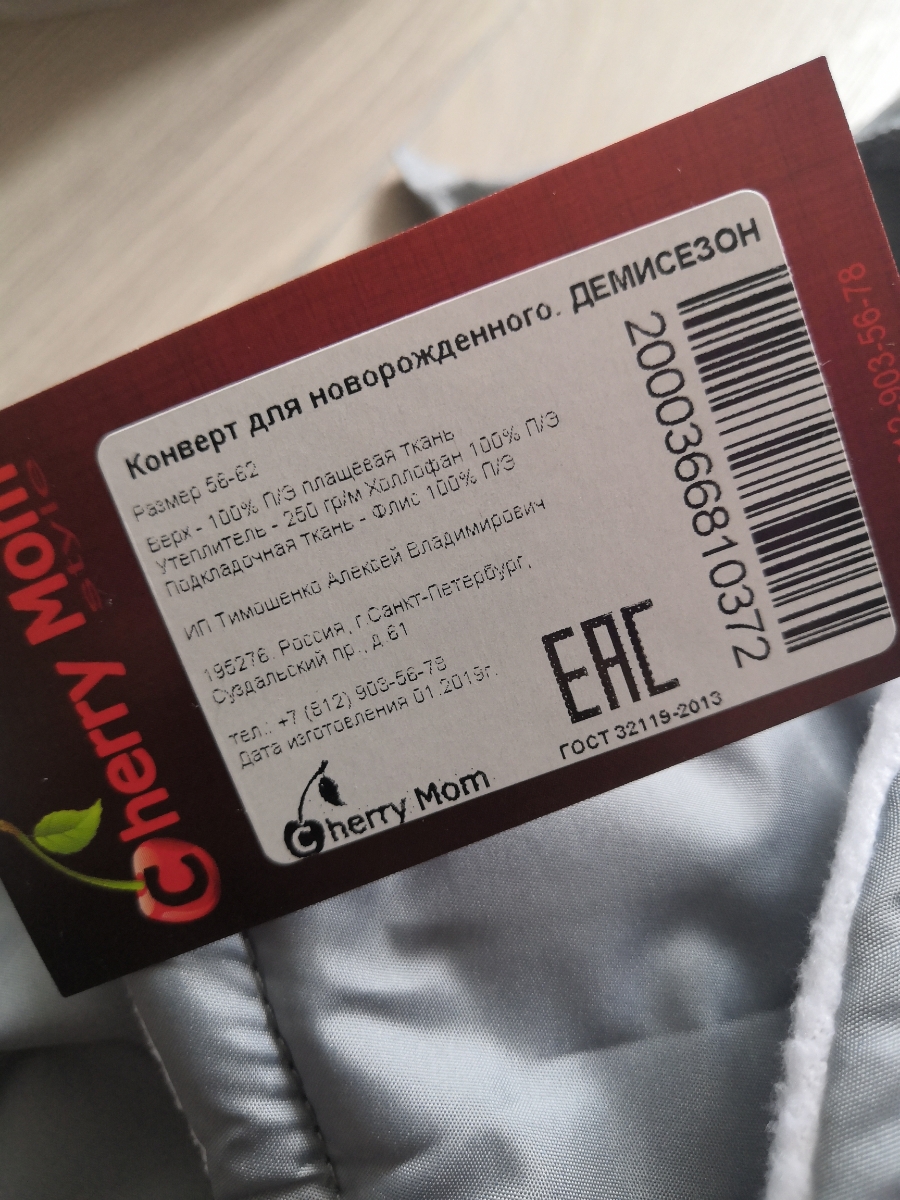 Конверт для новорожденного. ДЕМИСЕЗОН
Размер 56-62
Верх - 100% П/Э плащевая ткань
Утеплитель - 250 гр/м Холлофан 100% П/Э
Подкладочная ткань - Флис 100% П/Э
ИП Тимошенко Алексей Владимирович
195276. Россия, г.Санкт-Петербург,
Суздальский пр., д.61
тел.: +7 (812) 903-56-78
Дата изготовления 01.2019г.
2000366810372
EAC
ГОСТ 32119-2013
Cherry Mom
Cherry Mom
style
903-56-78